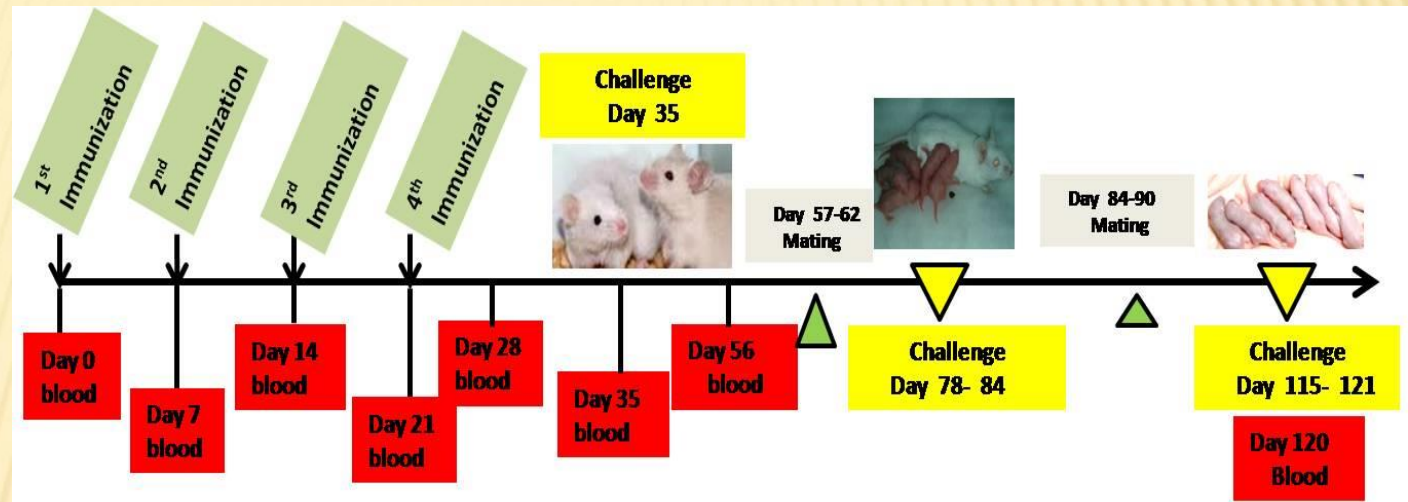 1st
Immunization
2nd
Immunization
3rd
Immunization
4th
Immunization
Challenge
Day 35
Day 57-62
Mating
Day 84-90
Mating
Day 0
blood
Day 7
blood
Day 14
blood
Day 21
blood
Day 28
blood
Day 35
blood
Day 56
blood
Challenge
Day 78- 84
Challenge
Day 115- 121
Day 120
Blood